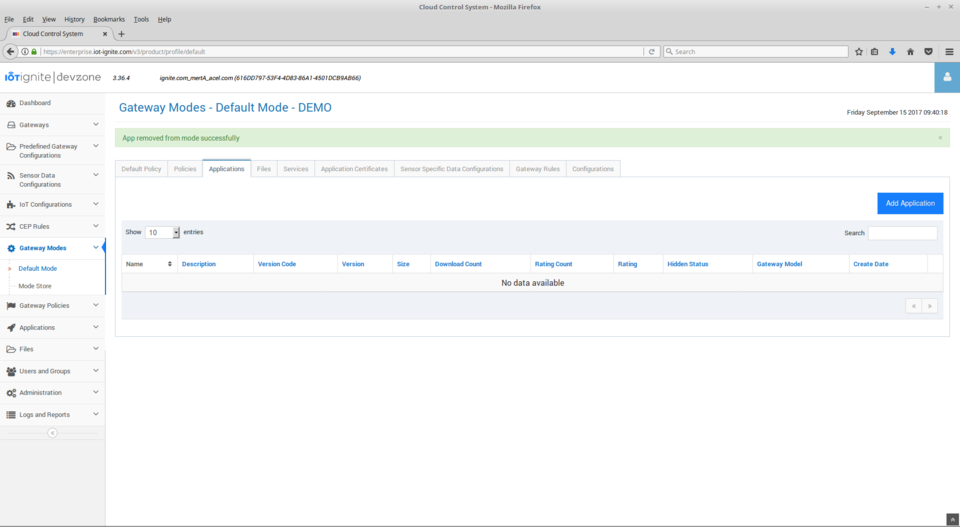 Cloud Control System - Mozilla Firefox
File Edit View History Bookmarks Tools Help
Cloud Control System
https://enterprise.iot-ignite.com/v3/product/profile/default
Search
IOTignite|devzone
3.36.4
ignite.com_mertA_acel.com (616DD797-53F4-4D83-86A1-4501DCB9AB66)
Dashboard
Gateways
Predefined Gateway
Configurations
Sensor Data
Configurations
IoT Configurations
CEP Rules
Gateway Modes
Default Mode
Mode Store
Gateway Policies
Applications
Files
Users and Groups
Administration
Logs and Reports
Gateway Modes - Default Mode - DEMO
Friday September 15 2017 09:40:18
App removed from mode successfully
Default Policy Policies Applications Files Services Application Certificates Sensor Specific Data Configurations Gateway Rules Configurations
Add Application
Show 10 entries
Search
Name Description Version Code Version Size Download Count Rating Count Rating Hidden Status Gateway Model Create Date
No data available
« »